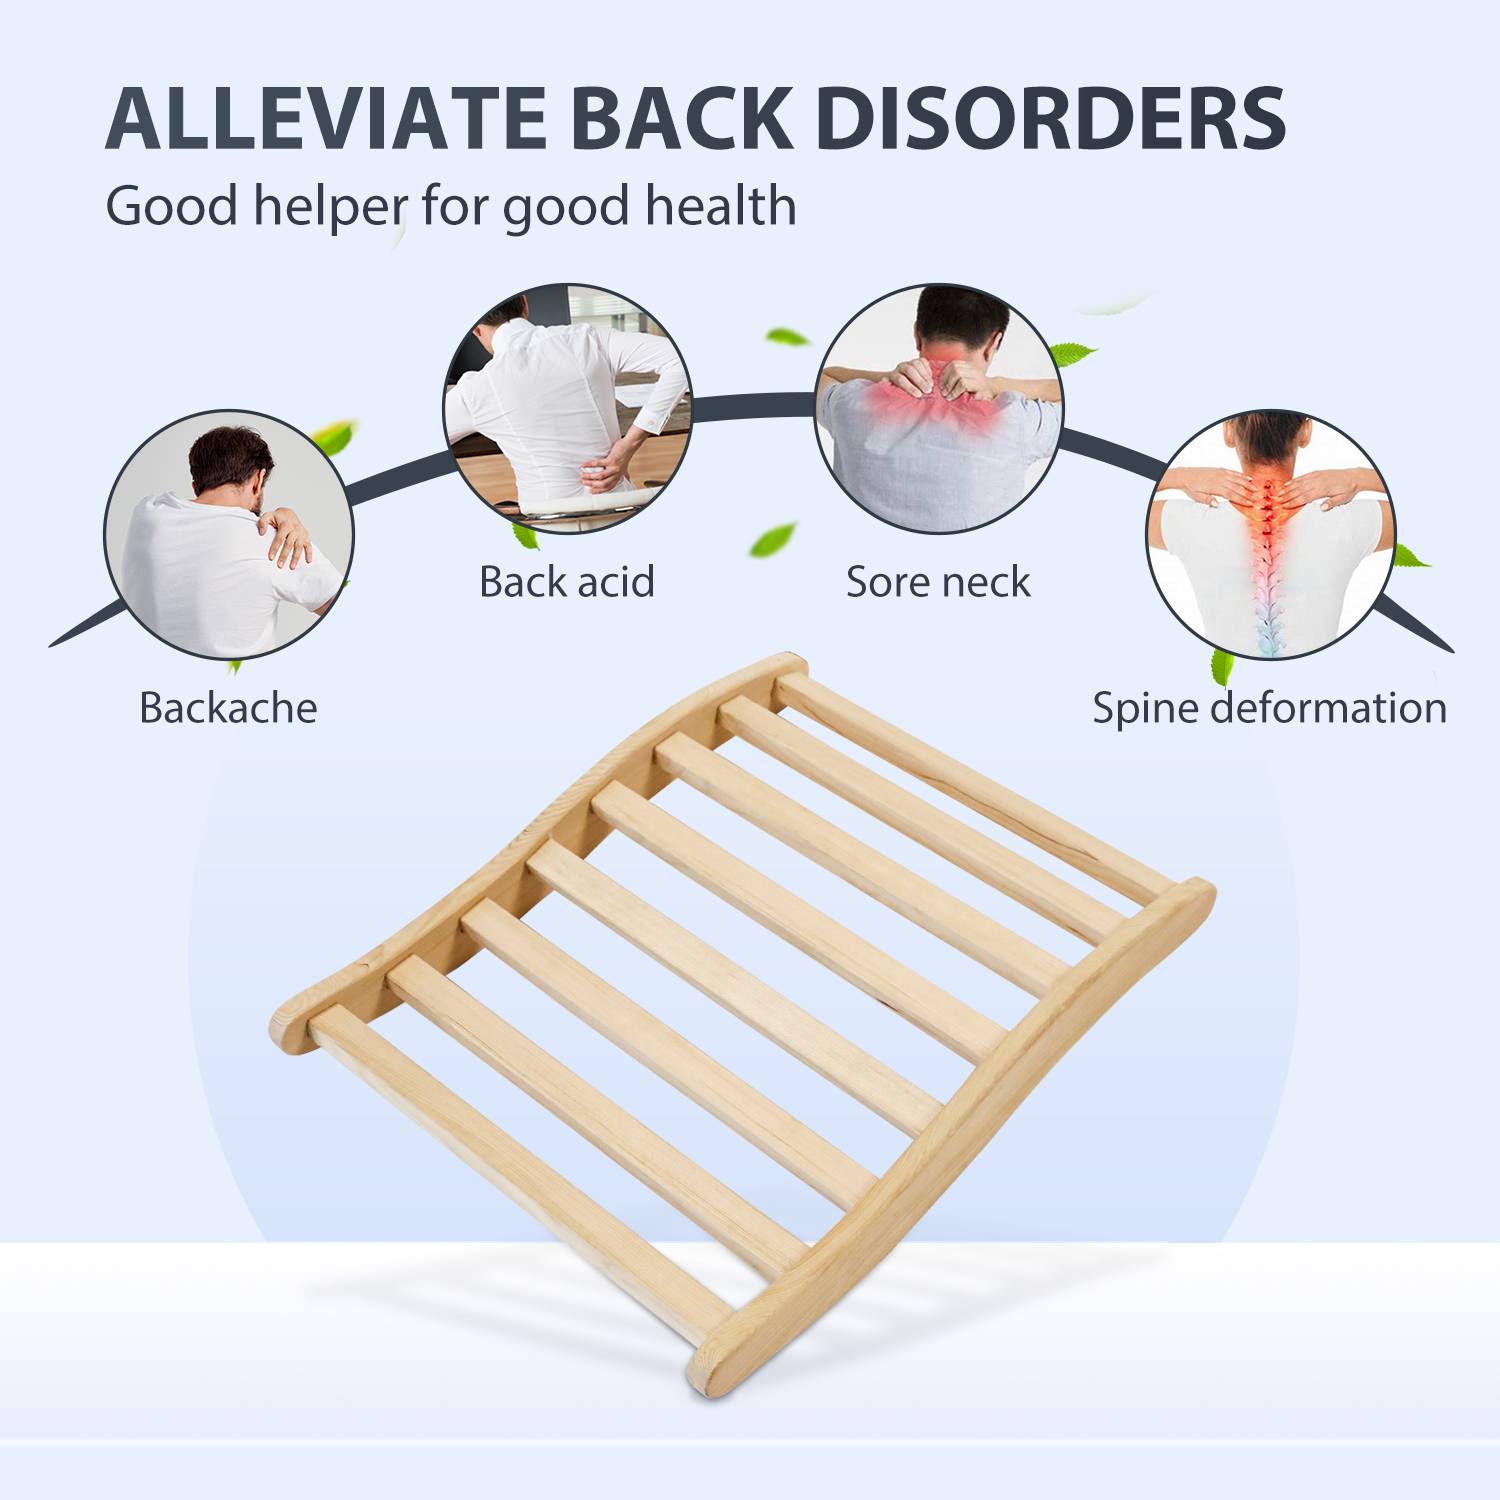 ALLEVIATE BACK DISORDERS
Good helper for good health
Back acid
Sore neck
Backache
Spine deformation